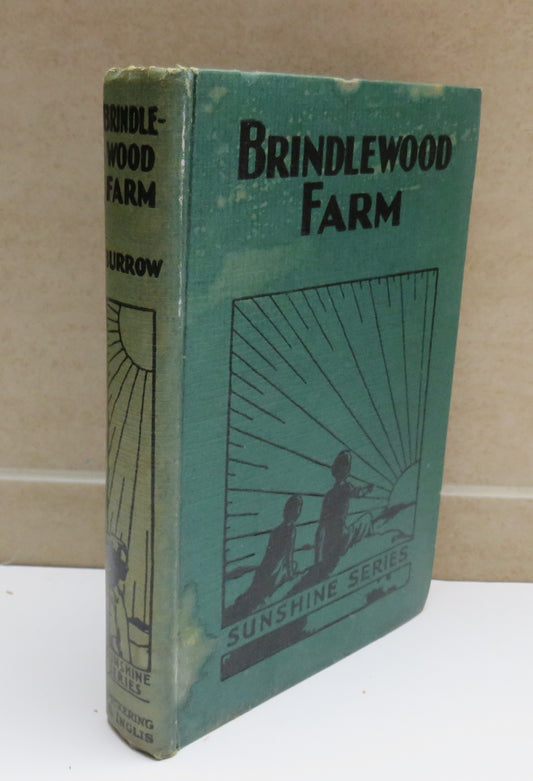 BRINDLE-
WOOD
FARM
BURROW
SUNSHINE
SERIES
PICKERING
& INGLIS
BRINDLEWOOD
FARM
SUNSHINE SERIES